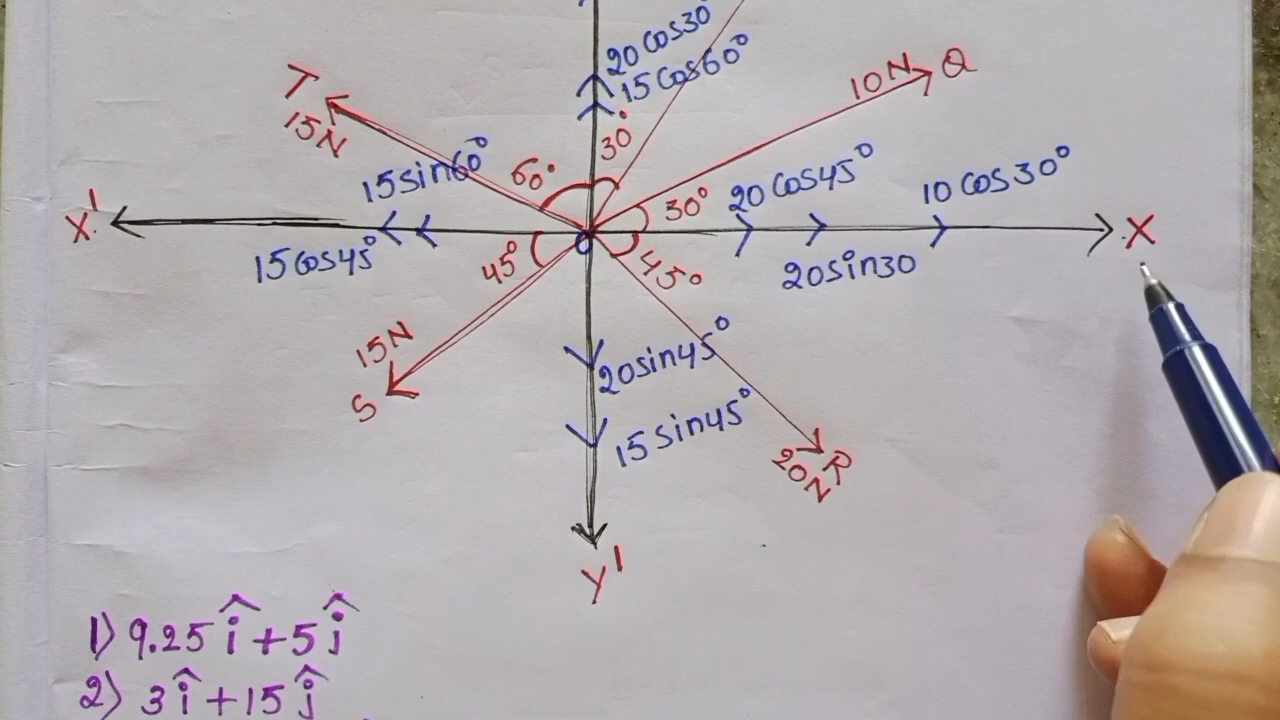 20 cos30°
15 cos60°
10N Q
T
15N
30°
60°
15sin60°
30°
20 cos45°
10 cos30°
X'
X
O
15cos45°
45°
45°
20sin30
15N
S
20sin45°
15 sin45°
20N R
Y'
1) 9.25 î + 5 ĵ
2) 3 î + 15 ĵ